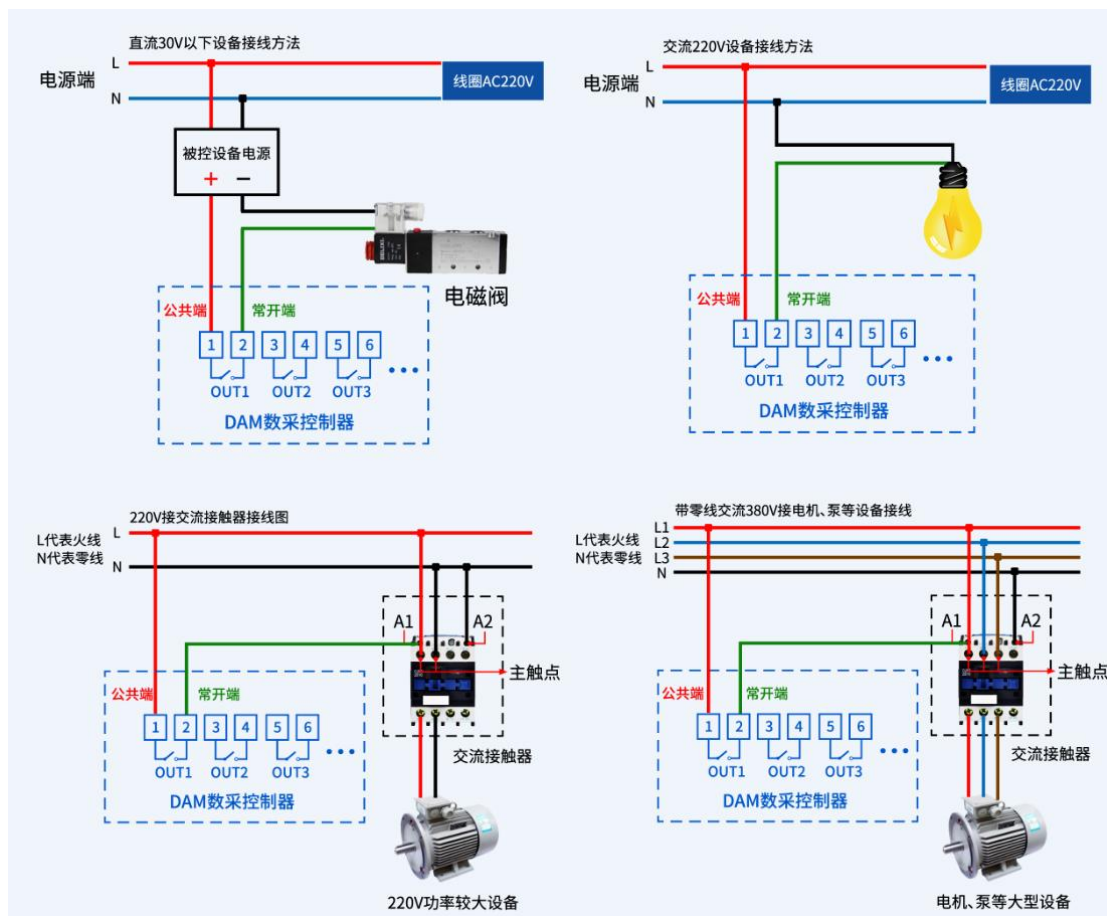 直流30V以下设备接线方法
L
电源端
N
线圈AC220V
被控设备电源
+ −
电磁阀
公共端
常开端
1 2 3 4 5 6
OUT1 OUT2 OUT3
DAM数采控制器
交流220V设备接线方法
L
电源端
N
线圈AC220V
公共端
常开端
1 2 3 4 5 6
OUT1 OUT2 OUT3
DAM数采控制器
220V接交流接触器接线图
L
L代表火线
N代表零线
N
A1
A2
主触点
公共端
常开端
1 2 3 4 5 6
OUT1 OUT2 OUT3
交流接触器
DAM数采控制器
220V功率较大设备
带零线交流380V接电机、泵等设备接线
L1
L代表火线
L2
N代表零线
L3
N
A1
A2
主触点
公共端
常开端
1 2 3 4 5 6
OUT1 OUT2 OUT3
交流接触器
DAM数采控制器
电机、泵等大型设备